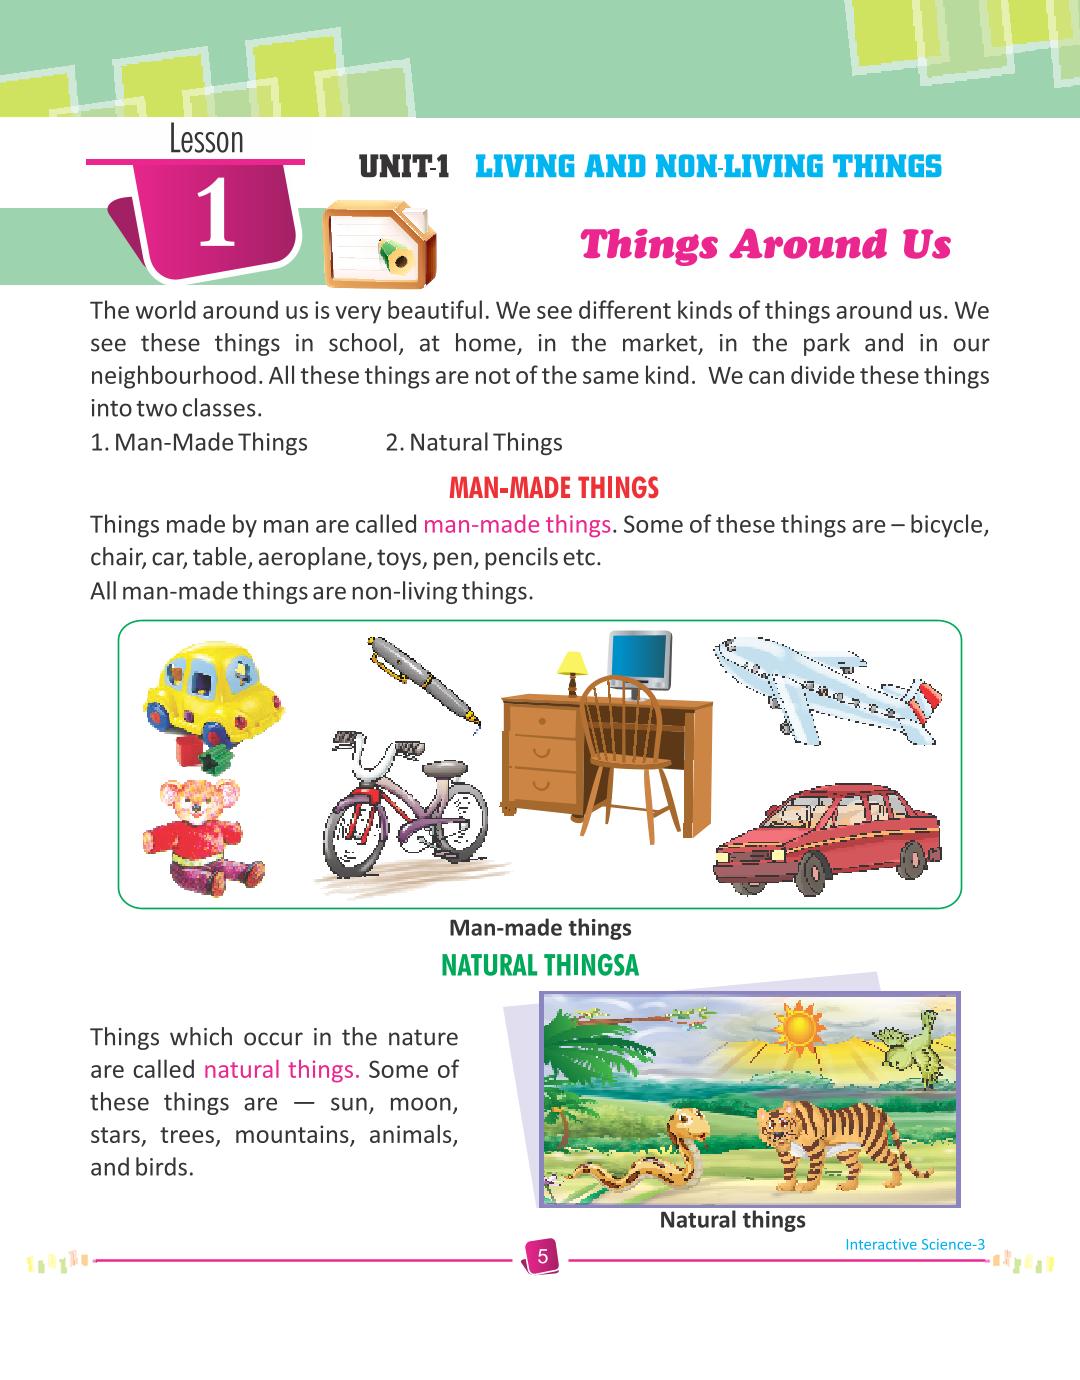 Lesson
1
UNIT-1 LIVING AND NON-LIVING THINGS
Things Around Us
The world around us is very beautiful. We see different kinds of things around us. We
see these things in school, at home, in the market, in the park and in our
neighbourhood. All these things are not of the same kind. We can divide these things
into two classes.
1. Man-Made Things 2. Natural Things
MAN-MADE THINGS
Things made by man are called man-made things. Some of these things are – bicycle,
chair, car, table, aeroplane, toys, pen, pencils etc.
All man-made things are non-living things.
Man-made things
NATURAL THINGSA
Things which occur in the nature
are called natural things. Some of
these things are — sun, moon,
stars, trees, mountains, animals,
and birds.
Natural things
Interactive Science-3
5